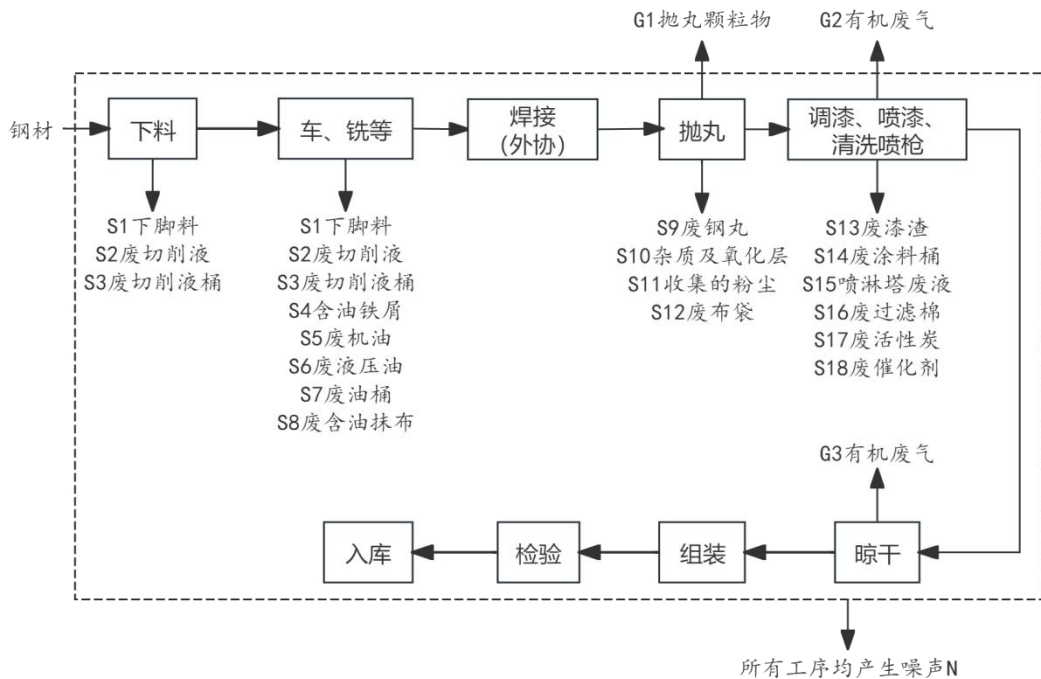 G1抛丸颗粒物
G2有机废气
钢材
下料
车、铣等
焊接
(外协)
抛丸
调漆、喷漆、
清洗喷枪
S1下脚料
S2废切削液
S3废切削液桶
S1下脚料
S2废切削液
S3废切削液桶
S4含油铁屑
S5废机油
S6废液压油
S7废油桶
S8废含油抹布
S9废钢丸
S10杂质及氧化层
S11收集的粉尘
S12废布袋
S13废漆渣
S14废涂料桶
S15喷淋塔废液
S16废过滤棉
S17废活性炭
S18废催化剂
G3有机废气
入库
检验
组装
晾干
所有工序均产生噪声N